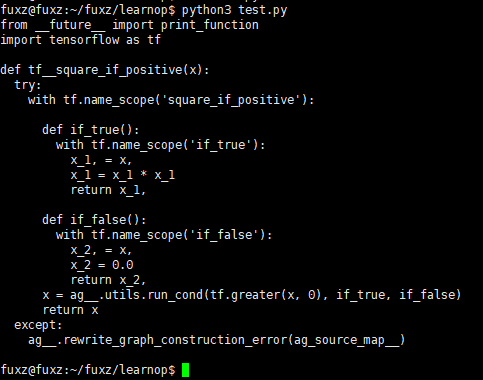 fuxz@fuxz:~/fuxz/learnop$ python3 test.py
from __future__ import print_function
import tensorflow as tf

def tf__square_if_positive(x):
  try:
    with tf.name_scope('square_if_positive'):

      def if_true():
        with tf.name_scope('if_true'):
          x_1, = x,
          x_1 = x_1 * x_1
          return x_1,

      def if_false():
        with tf.name_scope('if_false'):
          x_2, = x,
          x_2 = 0.0
          return x_2,
      x = ag__.utils.run_cond(tf.greater(x, 0), if_true, if_false)
      return x
  except:
    ag__.rewrite_graph_construction_error(ag_source_map__)

fuxz@fuxz:~/fuxz/learnop$